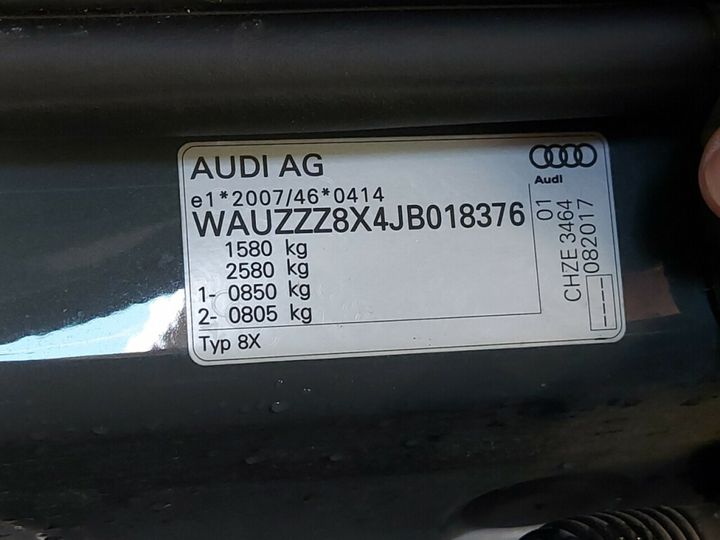 AUDI AG
Audi
e1*2007/46*0414
WAUZZZ8X4JB018376
1580 kg
2580 kg
1- 0850 kg
2- 0805 kg
Typ 8X
01
CHZE 3464
082017
----